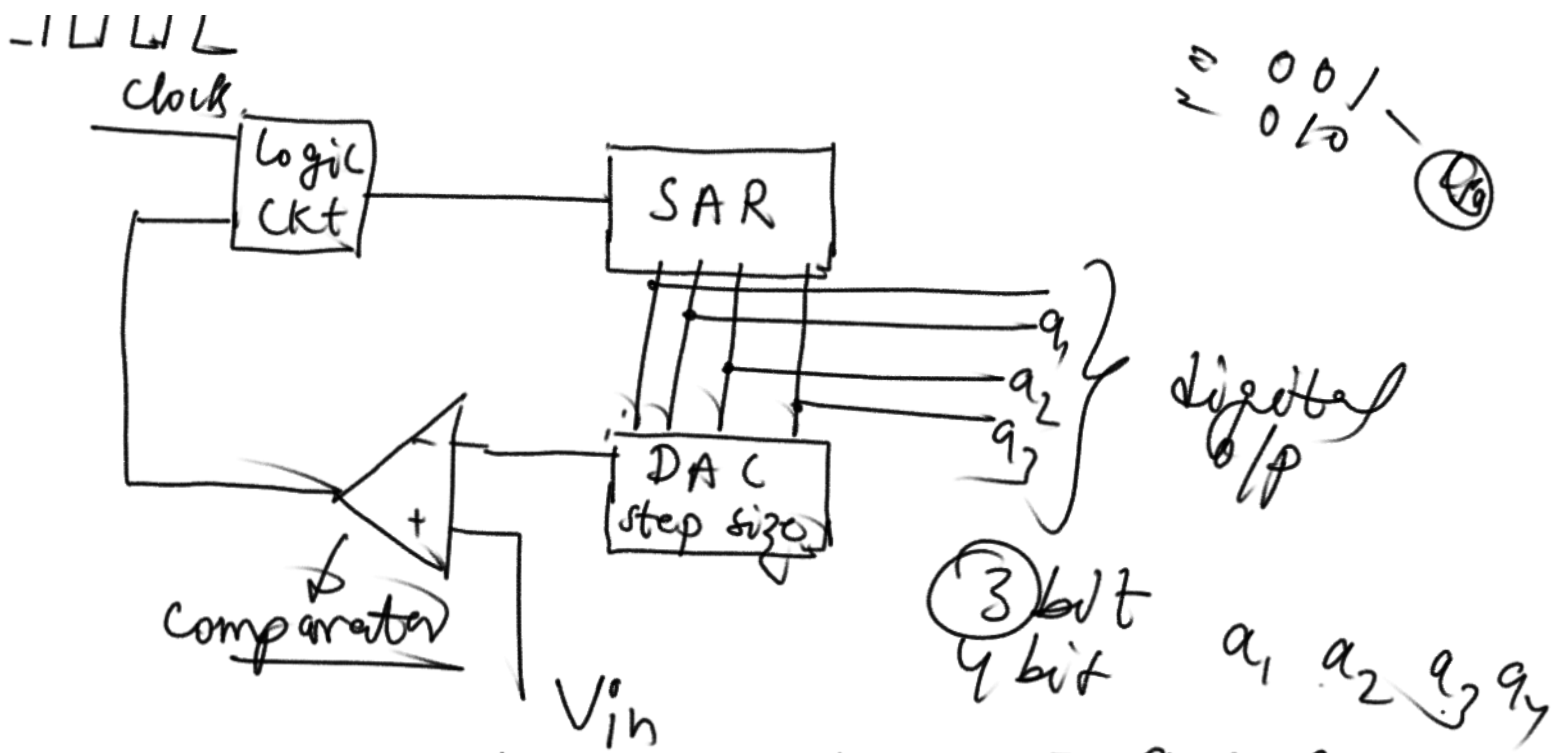 Clock
Logic
CKt
SAR
= 001
= 010
a1
a2
a3
digital
o/p
DAC
step size
- +
comparator
Vin
3 bit
4 bit
a1 a2 a3 a4